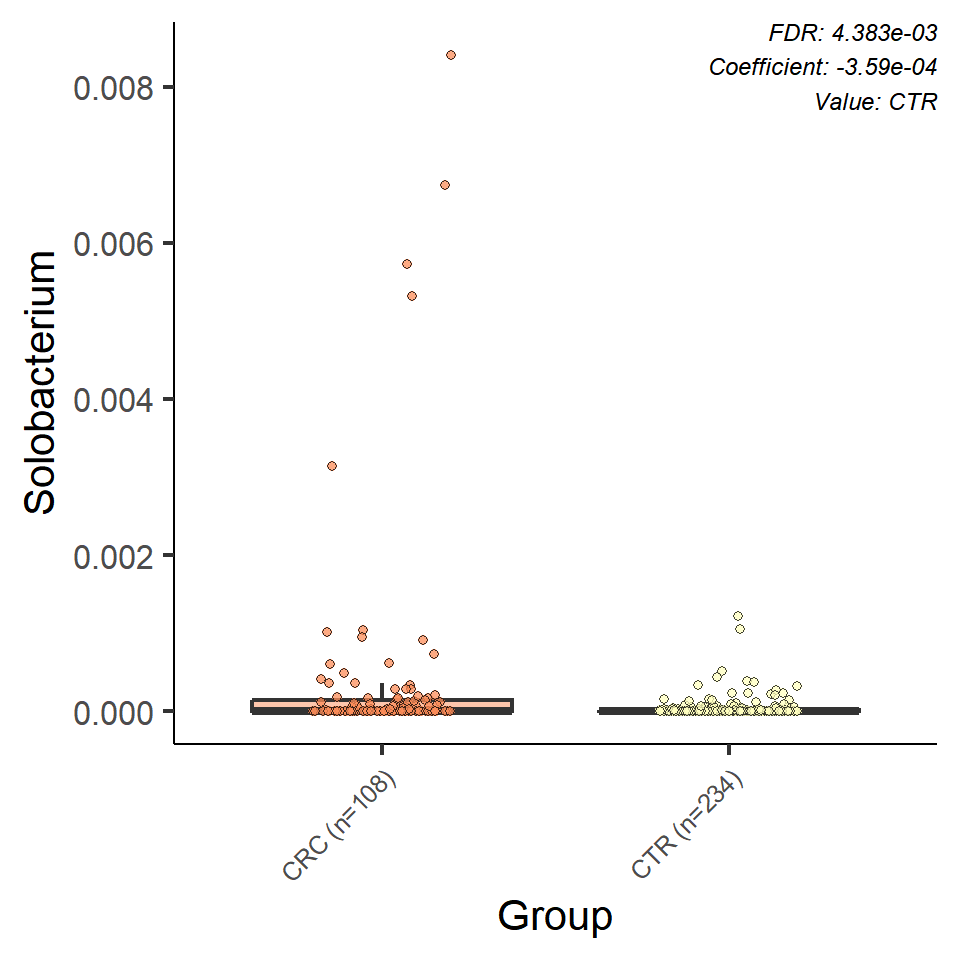 FDR: 4.383e-03
Coefficient: -3.59e-04
Value: CTR
0.008
0.006
0.004
0.002
0.000
Solobacterium
CRC (n=108)
CTR (n=234)
Group